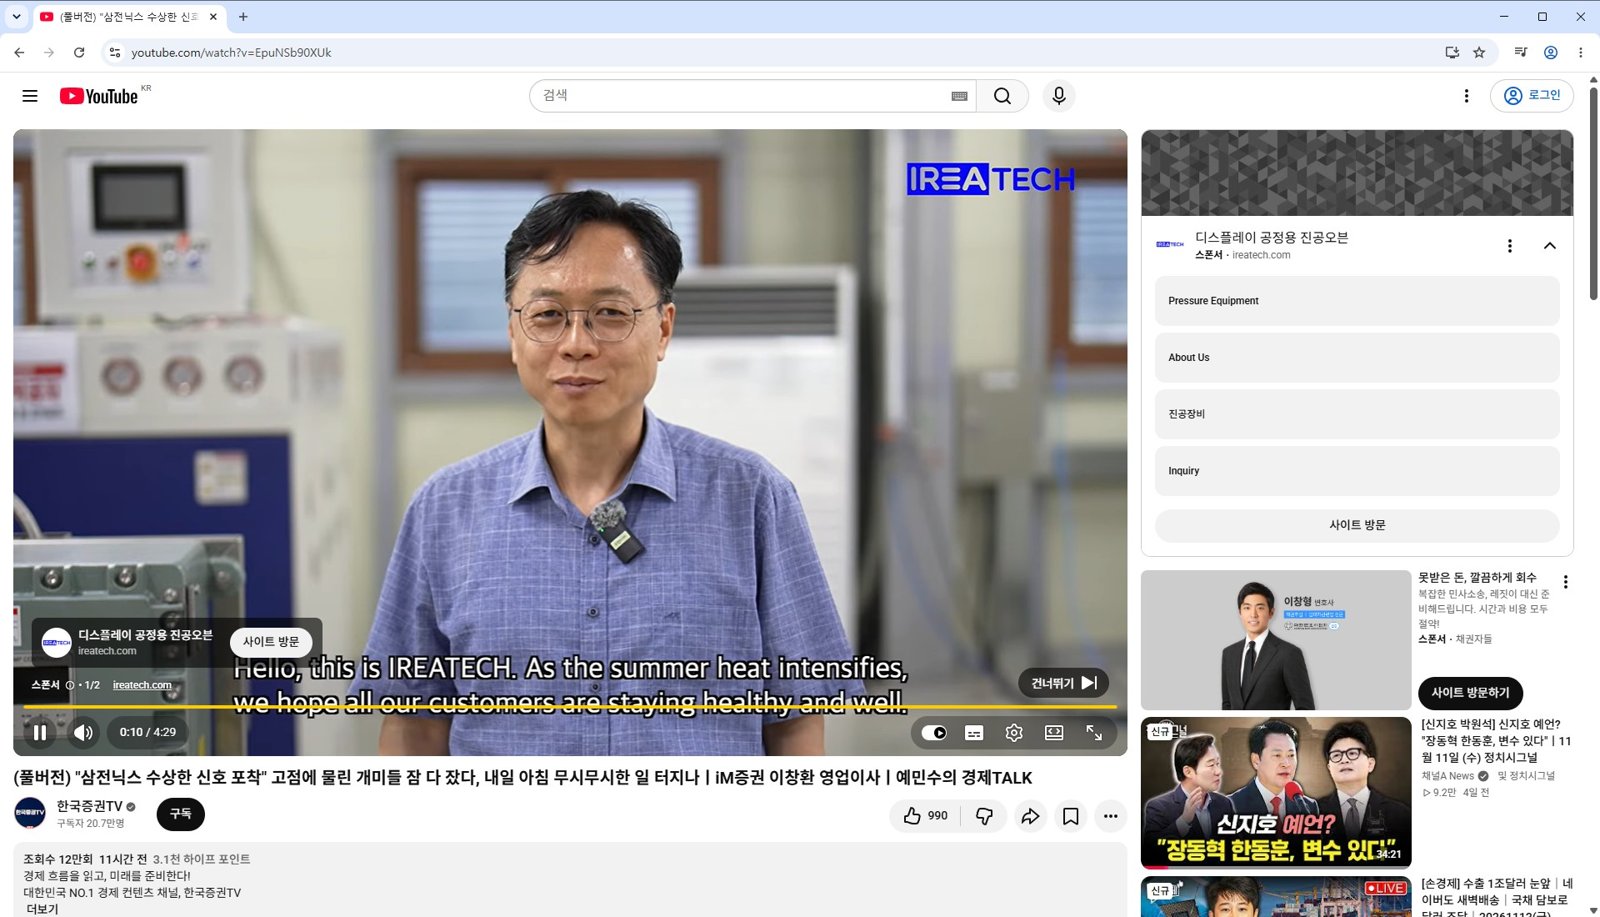 (풀버전) "삼전닉스 수상한 신호
youtube.com/watch?v=EpuNSb90XUk
YouTube KR
검색
로그인
IREATECH
디스플레이 공정용 진공오븐
ireatech.com
사이트 방문
Hello, this is IREATECH. As the summer heat intensifies,
we hope all our customers are staying healthy and well.
스폰서 · 1/2 ireatech.com
건너뛰기
0:10 / 4:29
(풀버전) "삼전닉스 수상한 신호 포착" 고점에 물린 개미들 잠 다 잤다, 내일 아침 무시무시한 일 터지나ㅣiM증권 이창환 영업이사ㅣ예민수의 경제TALK
한국증권TV
구독자 20.7만명
구독
990
조회수 12만회 11시간 전 3.1천 하이프 포인트
경제 흐름을 읽고, 미래를 준비한다!
대한민국 NO.1 경제 컨텐츠 채널, 한국증권TV
더보기
IREATECH
디스플레이 공정용 진공오븐
스폰서 · ireatech.com
Pressure Equipment
About Us
진공장비
Inquiry
사이트 방문
이창형 변호사
못받은 돈, 깔끔하게 회수
복잡한 민사소송, 레짓이 대신 준
비해드립니다. 시간과 비용 모두
절약!
스폰서 · 채권자들
사이트 방문하기
신규
신지호 예언?
"장동혁 한동훈, 변수 있다"
34:21
[신지호 박원석] 신지호 예언?
"장동혁 한동훈, 변수 있다"ㅣ11
월 11일 (수) 정치시그널
채널A News 및 정치시그널
9.2만 4일 전
신규
LIVE
[손경제] 수출 1조달러 눈앞ㅣ네
이버도 새벽배송ㅣ국채 담보로